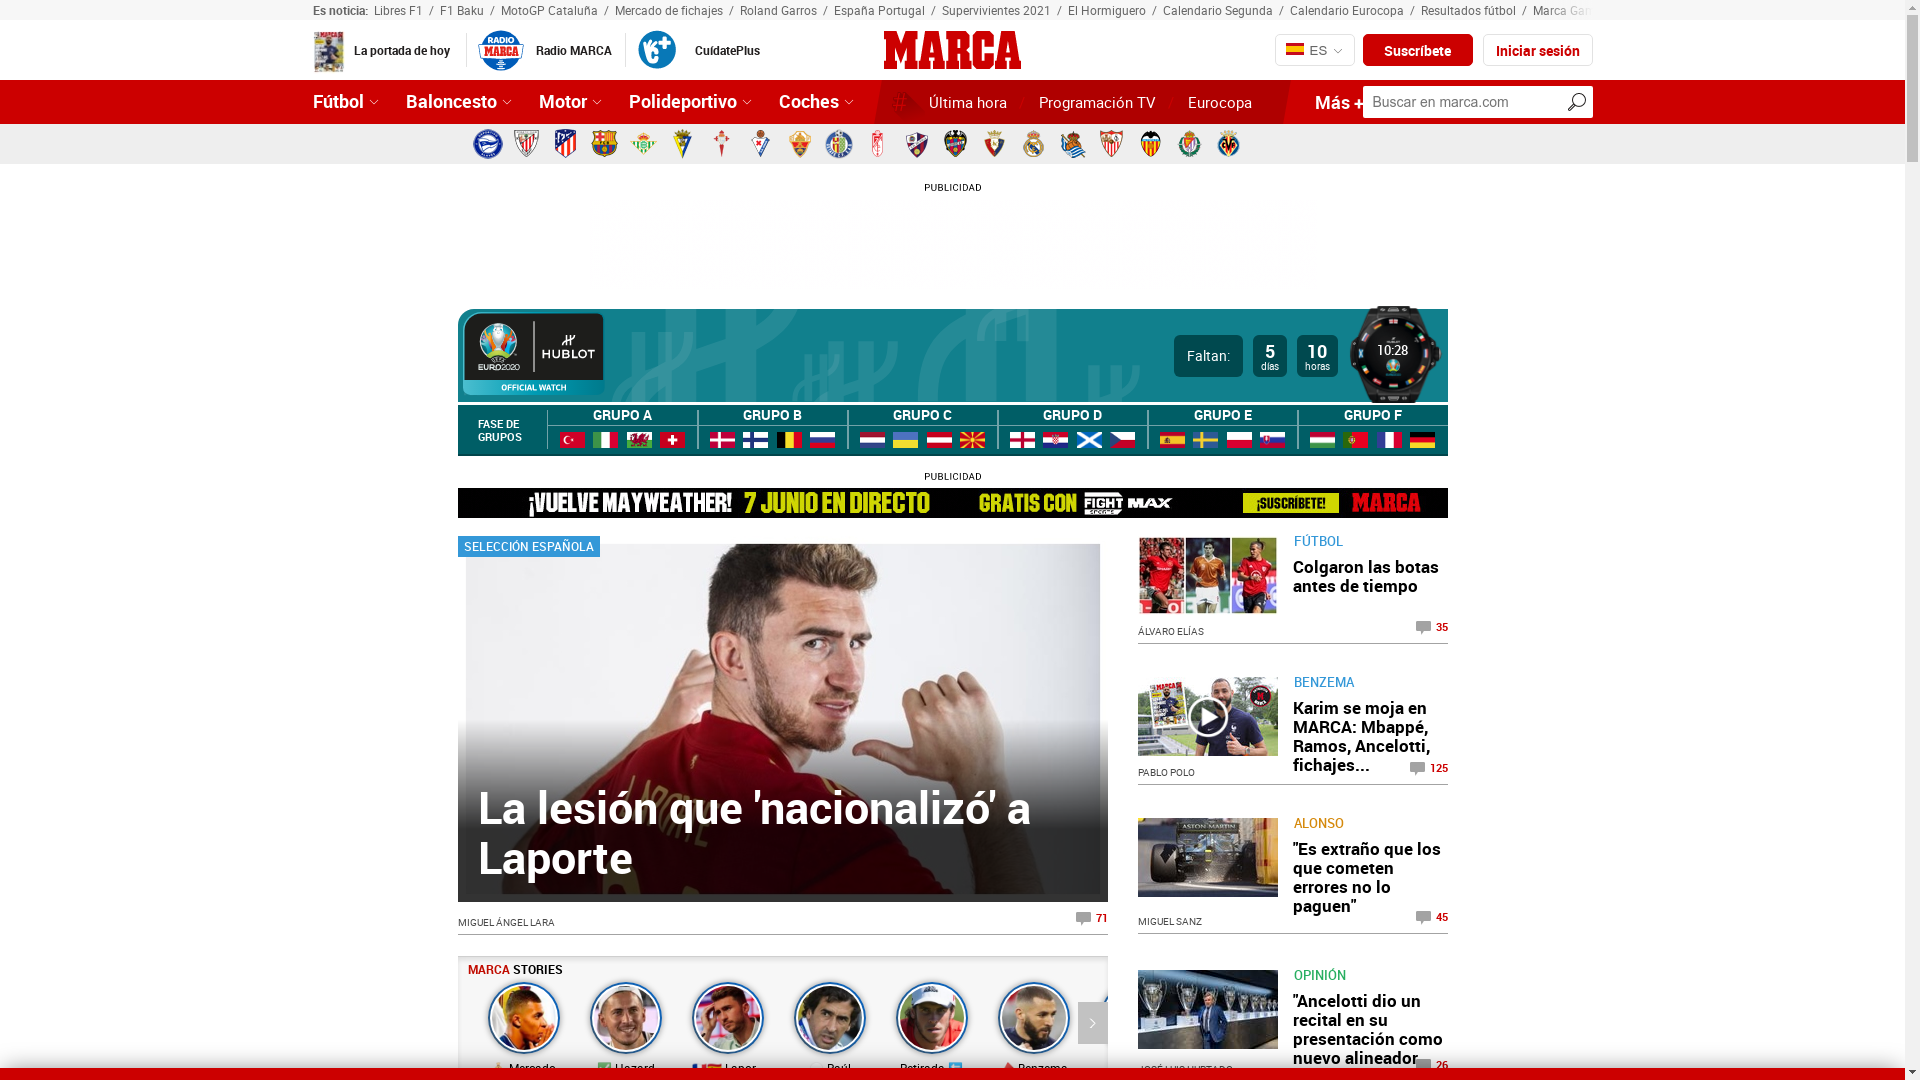 Es noticia: Libres F1 / F1 Baku / MotoGP Cataluña / Mercado de fichajes / Roland Garros / España Portugal / Supervivientes 2021 / El Hormiguero / Calendario Segunda / Calendario Eurocopa / Resultados fútbol / Marca
La portada de hoy
RADIO MARCA
Radio MARCA
CuídatePlus
MARCA
ES
Suscríbete
Iniciar sesión
Fútbol
Baloncesto
Motor
Polideportivo
Coches
#
Última hora
Programación TV
Eurocopa
Más +
Buscar en marca.com
PUBLICIDAD
EURO2020
HUBLOT
OFFICIAL WATCH
Faltan:
5
días
10
horas
10:28
FASE DE
GRUPOS
GRUPO A
GRUPO B
GRUPO C
GRUPO D
GRUPO E
GRUPO F
PUBLICIDAD
¡VUELVE MAYWEATHER! 7 JUNIO EN DIRECTO GRATIS CON FIGHT SPORTS MAX ¡SUSCRÍBETE! MARCA
SELECCIÓN ESPAÑOLA
La lesión que 'nacionalizó' a
Laporte
MIGUEL ÁNGEL LARA
71
MARCA STORIES
Mercado
Hazard
Lapor
Raúl
Retirado
Benzema
FÚTBOL
Colgaron las botas
antes de tiempo
ÁLVARO ELÍAS
35
BENZEMA
Karim se moja en
MARCA: Mbappé,
Ramos, Ancelotti,
fichajes...
PABLO POLO
125
ALONSO
ASTON MARTIN
"Es extraño que los
que cometen
errores no lo
paguen"
MIGUEL SANZ
45
OPINIÓN
"Ancelotti dio un
recital en su
presentación como
nuevo alineador
26